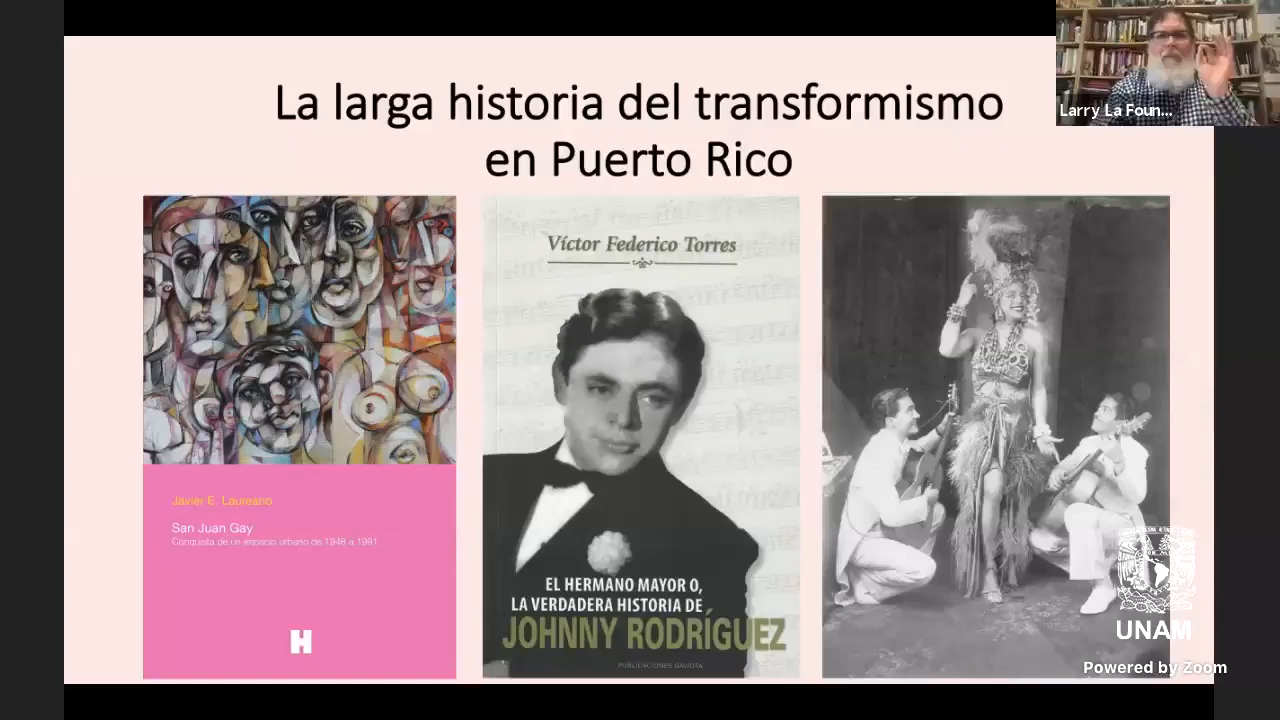 La larga historia del transformismo
en Puerto Rico
Larry La Foun...
Javier E. Laureano
San Juan Gay
Conquista de un espacio urbano de 1948 a 1991
H
Víctor Federico Torres
EL HERMANO MAYOR O,
LA VERDADERA HISTORIA DE
JOHNNY RODRÍGUEZ
PUBLICACIONES GAVIOTA
UNAM
Powered by Zoom